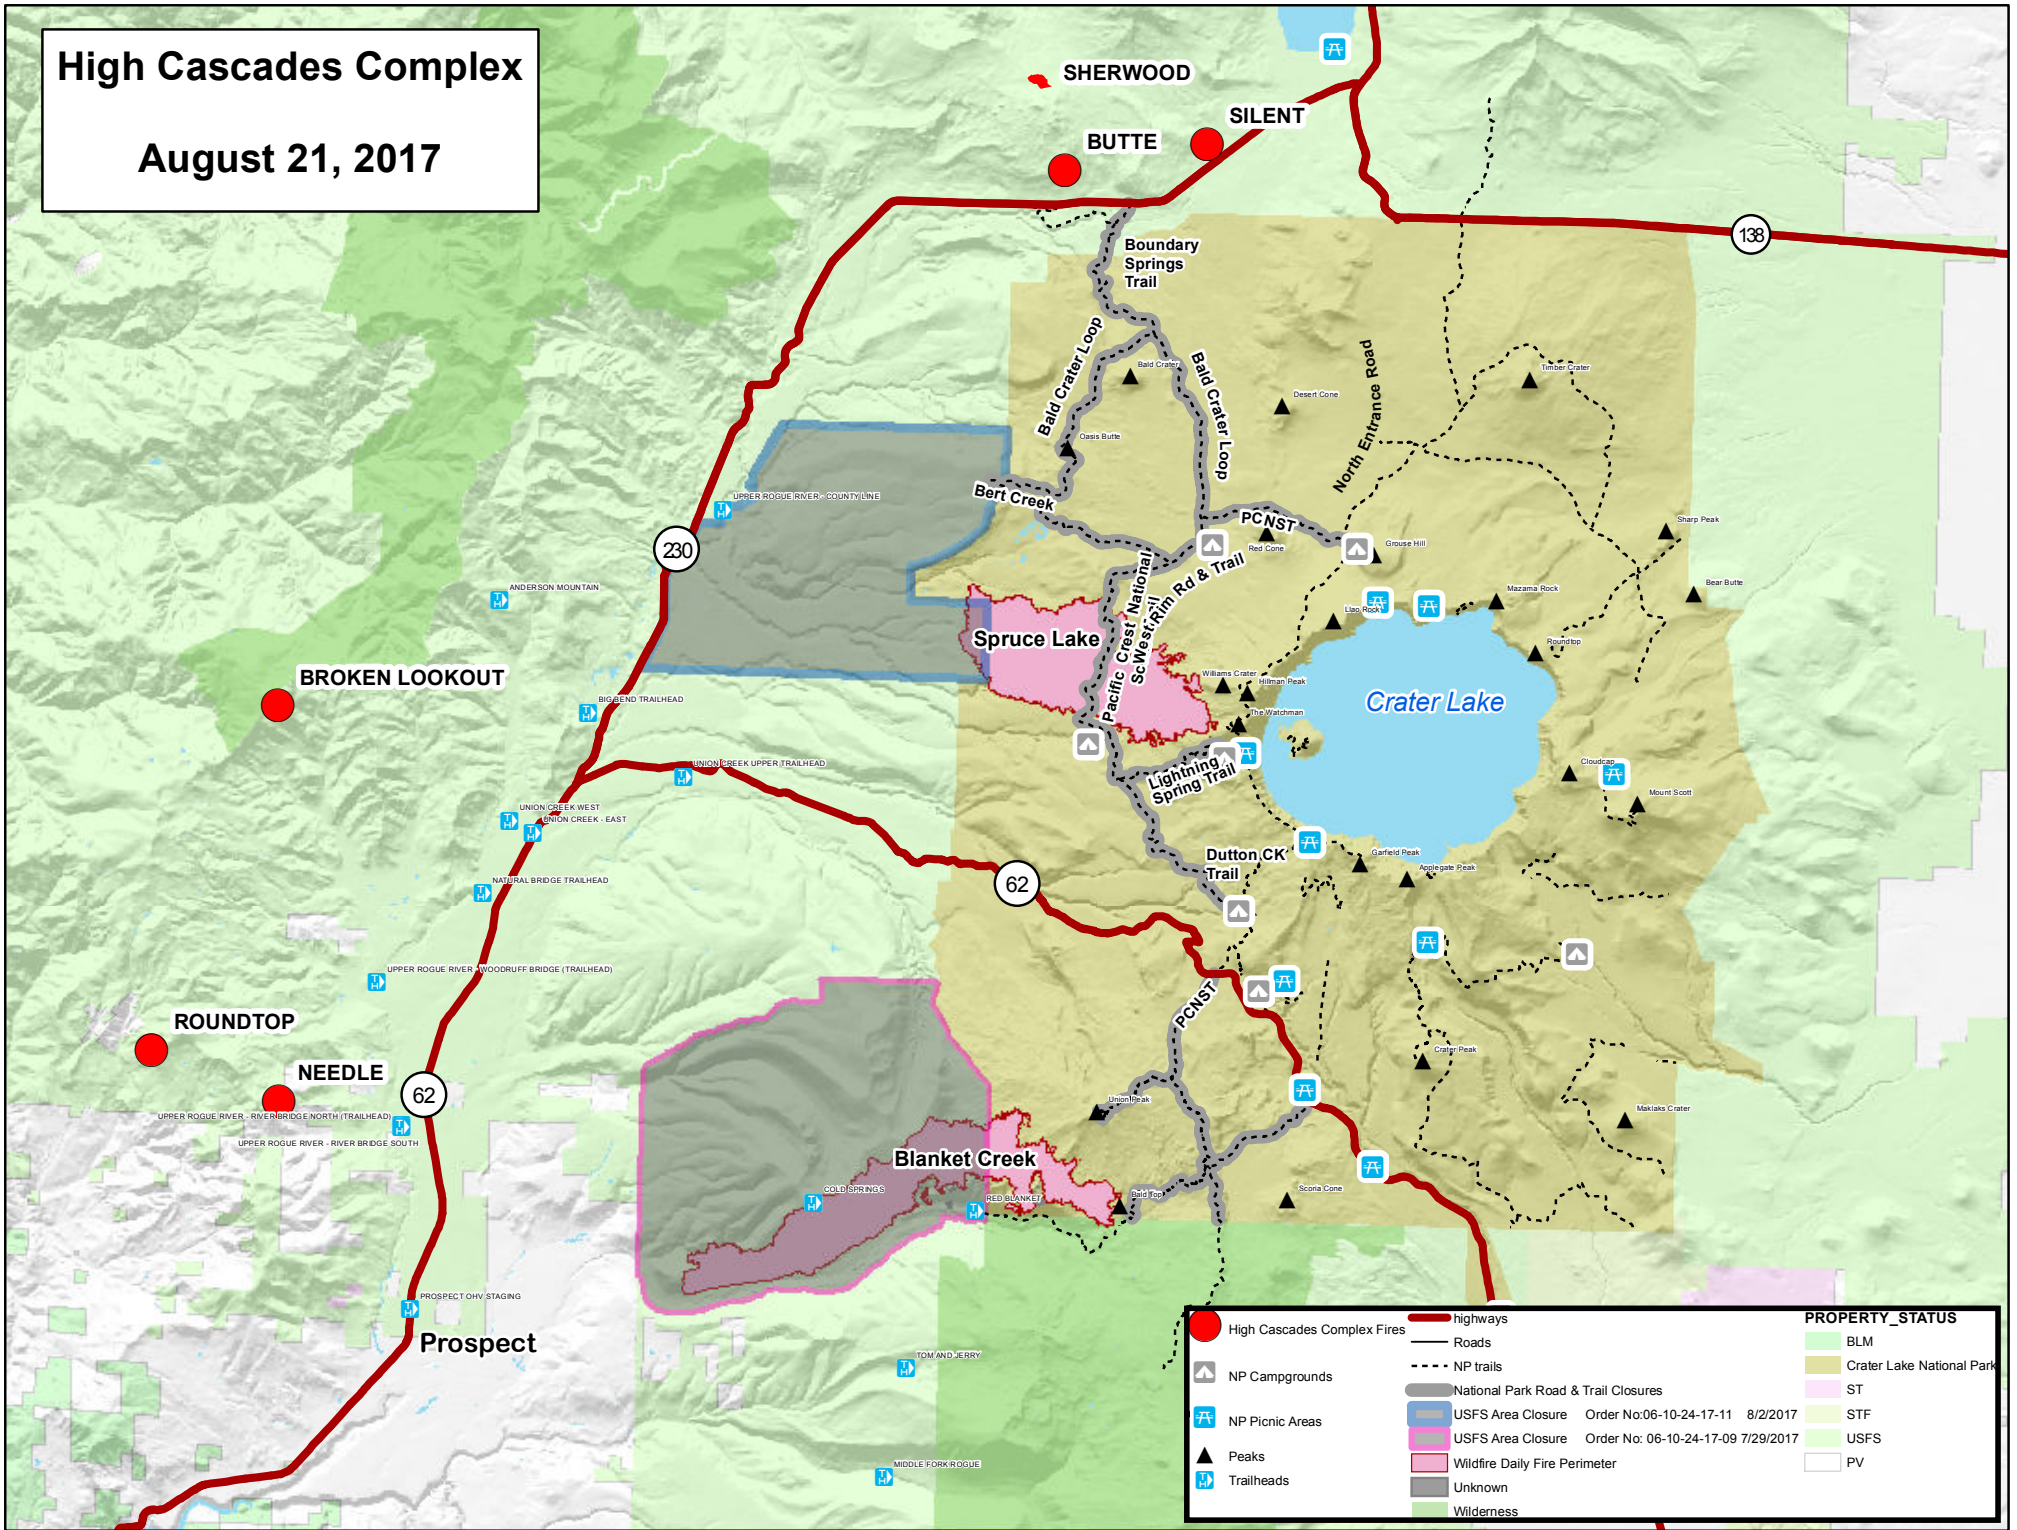 High Cascades Complex
August 21, 2017
SHERWOOD
SILENT
BUTTE
138
Boundary
Springs
Trail
Bald Crater Loop
Bald Crater Loop
Bald Crater
Desert Cone
North Entrance Road
Timber Crater
Oasis Butte
Bert Creek
UPPER ROGUE RIVER - COUNTY LINE
230
PCNST
Red Cone
Grouse Hill
Sharp Peak
ANDERSON MOUNTAIN
Bear Butte
Mazama Rock
Llao Rock
West Rim Rd & Trail
Pacific Crest National
Spruce Lake
Roundtop
BROKEN LOOKOUT
BIG BEND TRAILHEAD
Williams Crater
Hillman Peak
The Watchman
Crater Lake
UNION CREEK UPPER TRAILHEAD
Lightning
Spring Trail
Cloudcap
Mount Scott
UNION CREEK WEST
UNION CREEK - EAST
Dutton CK
Trail
Garfield Peak
Applegate Peak
NATURAL BRIDGE TRAILHEAD
62
UPPER ROGUE RIVER - WOODRUFF BRIDGE (TRAILHEAD)
ROUNDTOP
PCNST
Crater Peak
NEEDLE
62
UPPER ROGUE RIVER - RIVER BRIDGE NORTH (TRAILHEAD)
UPPER ROGUE RIVER - RIVER BRIDGE SOUTH
Union Peak
Maklaks Crater
Blanket Creek
COLD SPRINGS
RED BLANKET
Bald Top
Scoria Cone
PROSPECT OHV STAGING
Prospect
TOM AND JERRY
MIDDLE FORK ROGUE
High Cascades Complex Fires
NP Campgrounds
NP Picnic Areas
Peaks
Trailheads
highways
Roads
NP trails
National Park Road & Trail Closures
USFS Area Closure Order No:06-10-24-17-11 8/2/2017
USFS Area Closure Order No: 06-10-24-17-09 7/29/2017
Wildfire Daily Fire Perimeter
Unknown
Wilderness
PROPERTY_STATUS
BLM
Crater Lake National Park
ST
STF
USFS
PV